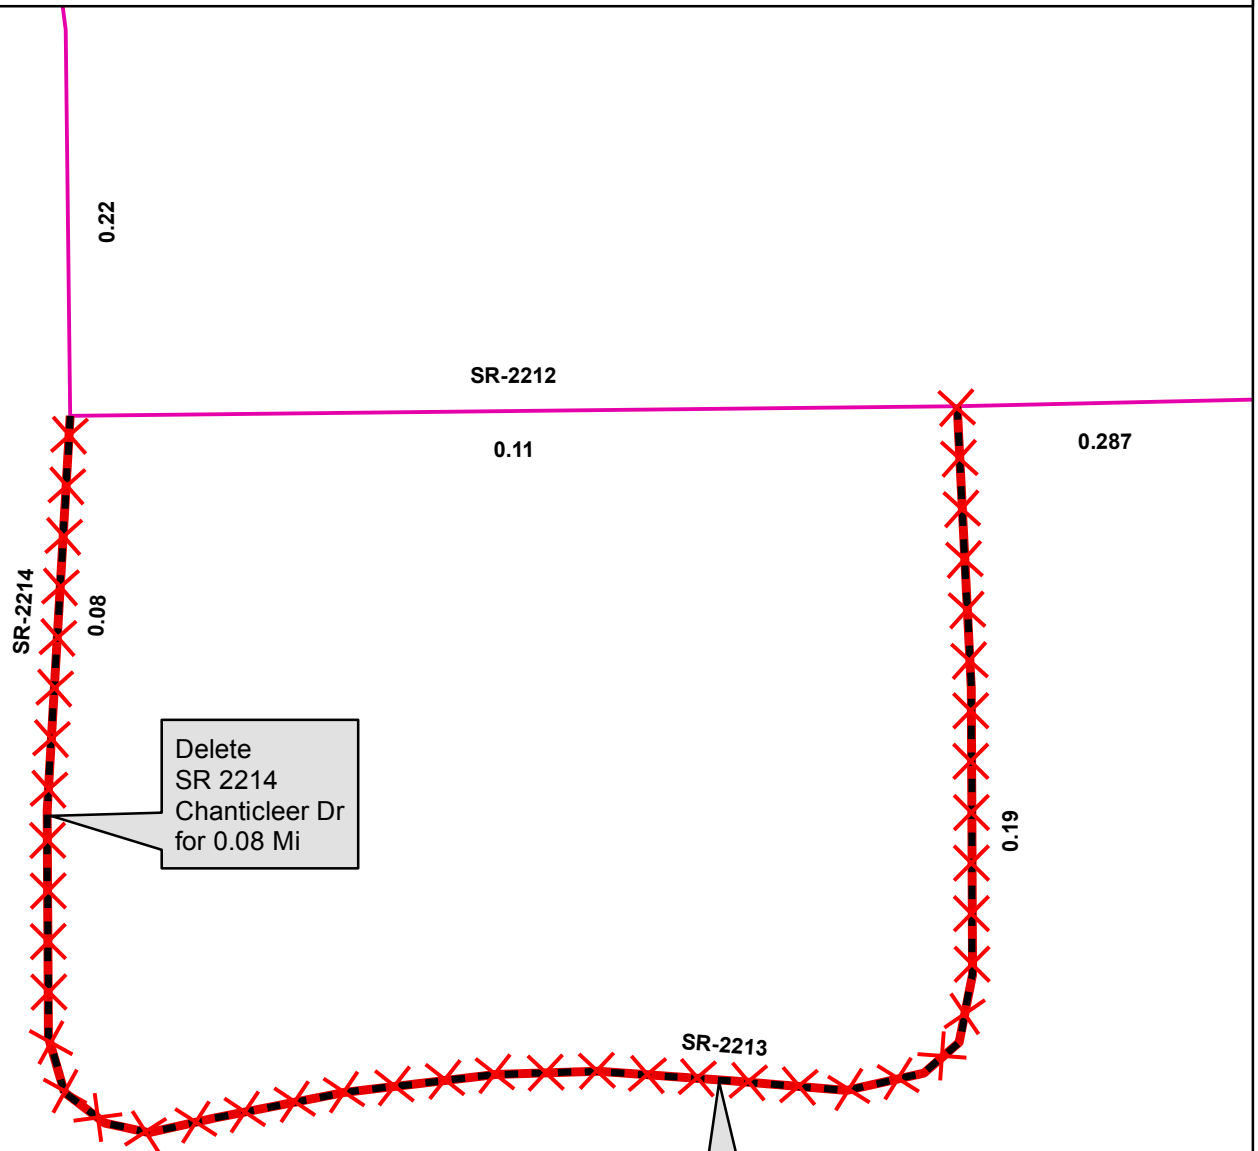 0.22
SR-2212
0.11
0.287
SR-2214
0.08
Delete
SR 2214
Chanticleer Dr
for 0.08 Mi
0.19
SR-2213